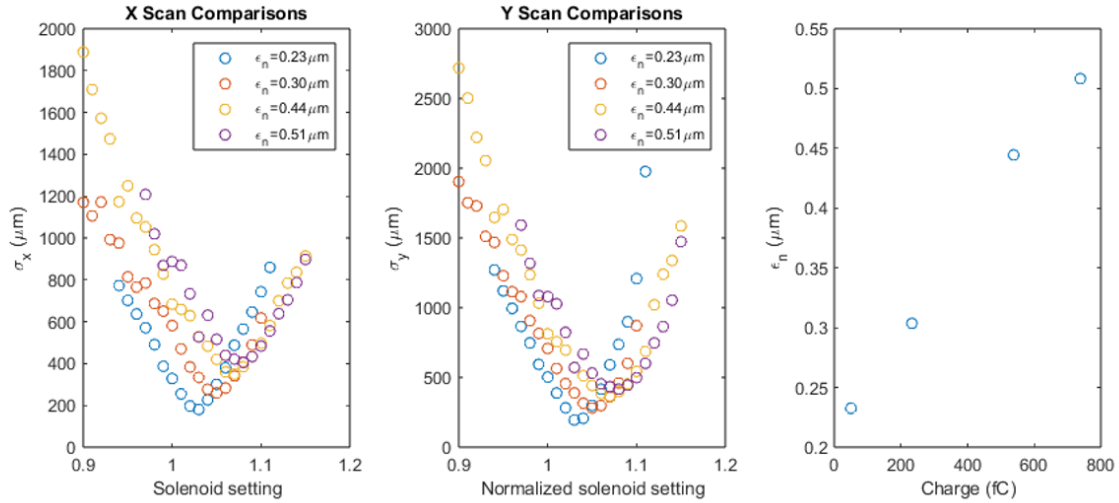 X Scan Comparisons
2000
1800
1600
1400
1200
1000
800
600
400
200
0
0.9 1 1.1 1.2
σx (μm)
Solenoid setting
ϵn=0.23μm
ϵn=0.30μm
ϵn=0.44μm
ϵn=0.51μm
Y Scan Comparisons
3000
2500
2000
1500
1000
500
0
0.9 1 1.1 1.2
σy (μm)
Normalized solenoid setting
ϵn=0.23μm
ϵn=0.30μm
ϵn=0.44μm
ϵn=0.51μm
0.55
0.5
0.45
0.4
0.35
0.3
0.25
0.2
0 200 400 600 800
ϵn (μm)
Charge (fC)